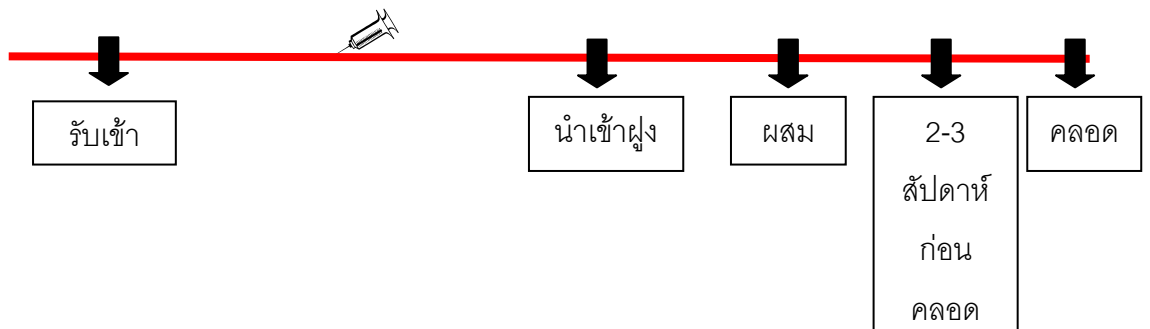 รับเข้า
นำเข้าฝูง
ผสม
2-3
สัปดาห์
ก่อน
คลอด
คลอด